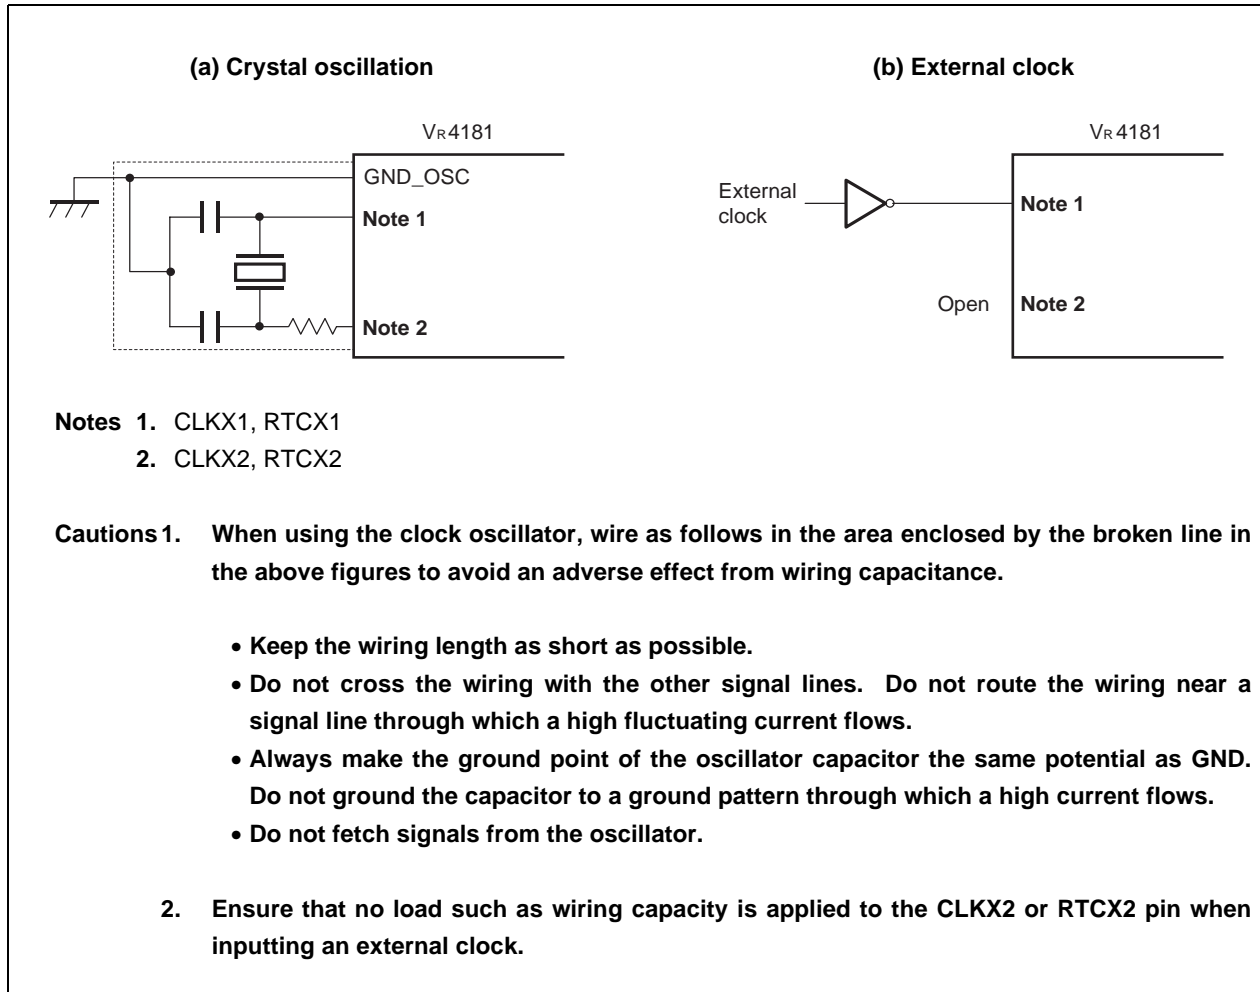 (a) Crystal oscillation
VR4181
GND_OSC
Note 1
Note 2
(b) External clock
VR4181
External
clock
Note 1
Open
Note 2
Notes 1. CLKX1, RTCX1
2. CLKX2, RTCX2
Cautions 1. When using the clock oscillator, wire as follows in the area enclosed by the broken line in
the above figures to avoid an adverse effect from wiring capacitance.
• Keep the wiring length as short as possible.
• Do not cross the wiring with the other signal lines. Do not route the wiring near a
signal line through which a high fluctuating current flows.
• Always make the ground point of the oscillator capacitor the same potential as GND.
Do not ground the capacitor to a ground pattern through which a high current flows.
• Do not fetch signals from the oscillator.
2. Ensure that no load such as wiring capacity is applied to the CLKX2 or RTCX2 pin when
inputting an external clock.